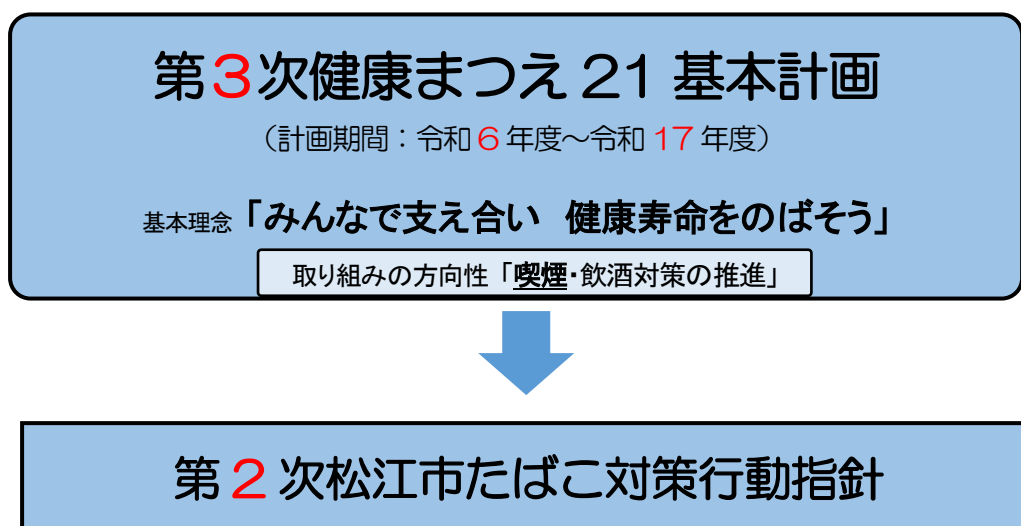 第3次健康まつえ 21 基本計画
（計画期間：令和6年度～令和 17 年度）
基本理念「みんなで支え合い　健康寿命をのばそう」
取り組みの方向性「喫煙・飲酒対策の推進」
第2次松江市たばこ対策行動指針